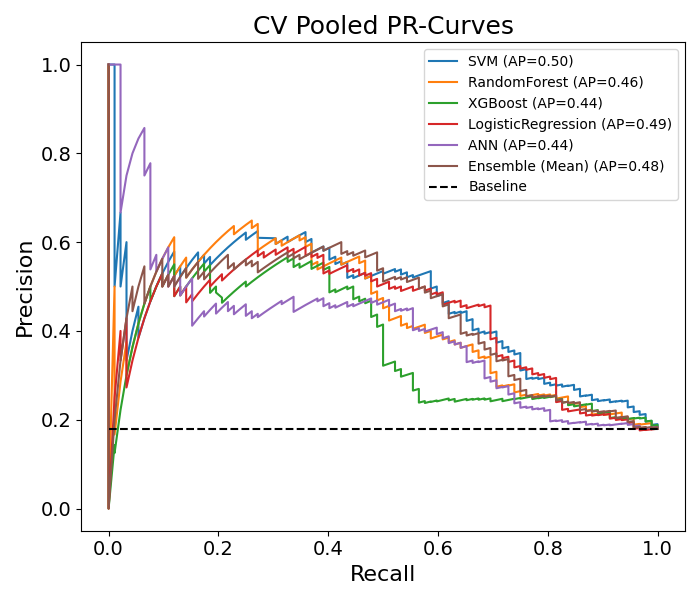 CV Pooled PR-Curves
SVM (AP=0.50)
RandomForest (AP=0.46)
XGBoost (AP=0.44)
LogisticRegression (AP=0.49)
ANN (AP=0.44)
Ensemble (Mean) (AP=0.48)
Baseline
Precision
1.0
0.8
0.6
0.4
0.2
0.0
0.0 0.2 0.4 0.6 0.8 1.0
Recall